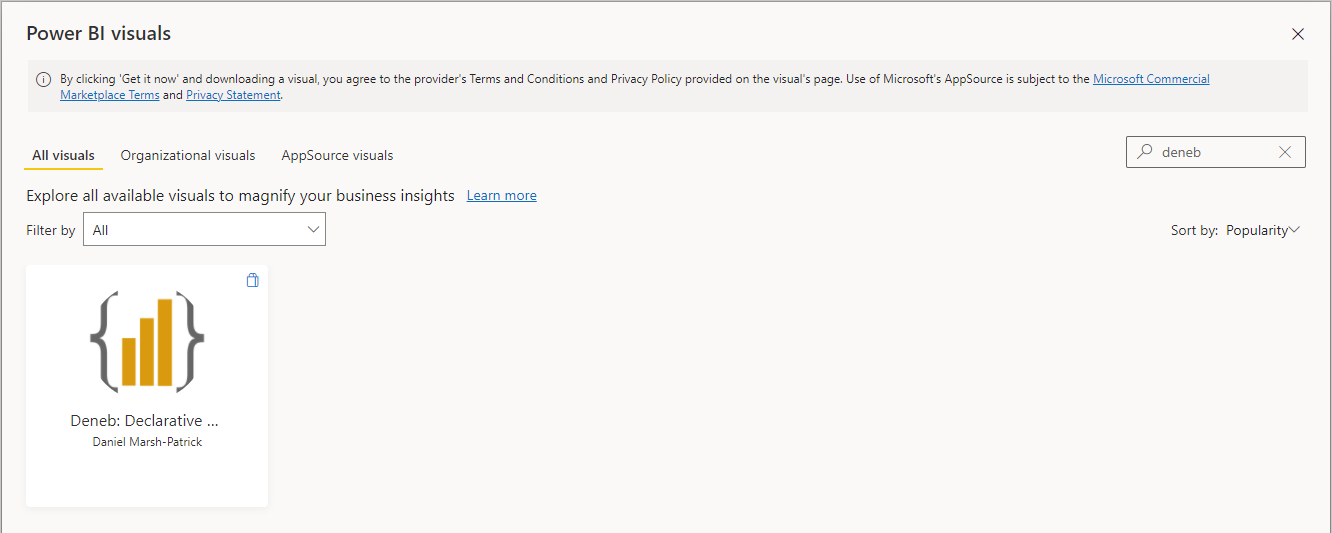 Power BI visuals
By clicking 'Get it now' and downloading a visual, you agree to the provider's Terms and Conditions and Privacy Policy provided on the visual's page. Use of Microsoft's AppSource is subject to the Microsoft Commercial
Marketplace Terms and Privacy Statement.
All visuals Organizational visuals AppSource visuals
deneb
Explore all available visuals to magnify your business insights Learn more
Filter by All
Sort by: Popularity
Deneb: Declarative ...
Daniel Marsh-Patrick